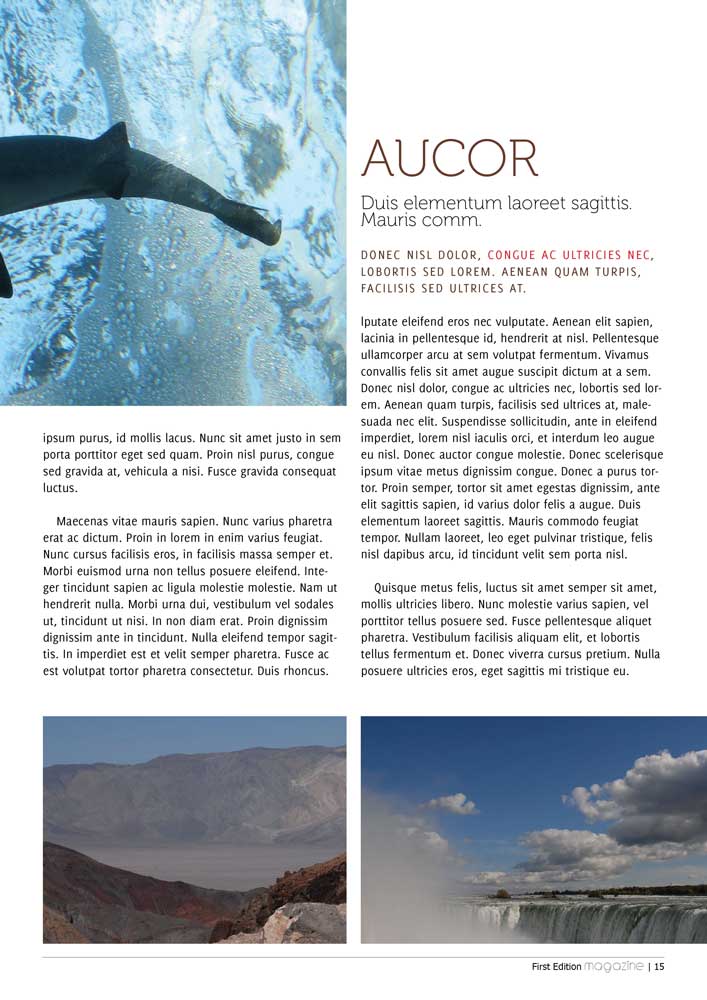 AUCOR
Duis elementum laoreet sagittis.
Mauris comm.
DONEC NISL DOLOR, CONGUE AC ULTRICIES NEC,
LOBORTIS SED LOREM. AENEAN QUAM TURPIS,
FACILISIS SED ULTRICES AT.
ipsum purus, id mollis lacus. Nunc sit amet justo in sem
porta porttitor eget sed quam. Proin nisl purus, congue
sed gravida at, vehicula a nisi. Fusce gravida consequat
luctus.
Maecenas vitae mauris sapien. Nunc varius pharetra
erat ac dictum. Proin in lorem in enim varius feugiat.
Nunc cursus facilisis eros, in facilisis massa semper et.
Morbi euismod urna non tellus posuere eleifend. Inte-
ger tincidunt sapien ac ligula molestie molestie. Nam ut
hendrerit nulla. Morbi urna dui, vestibulum vel sodales
ut, tincidunt ut nisi. In non diam erat. Proin dignissim
dignissim ante in tincidunt. Nulla eleifend tempor sagit-
tis. In imperdiet est et velit semper pharetra. Fusce ac
est volutpat tortor pharetra consectetur. Duis rhoncus.
lputate eleifend eros nec vulputate. Aenean elit sapien,
lacinia in pellentesque id, hendrerit at nisl. Pellentesque
ullamcorper arcu at sem volutpat fermentum. Vivamus
convallis felis sit amet augue suscipit dictum at a sem.
Donec nisl dolor, congue ac ultricies nec, lobortis sed lor-
em. Aenean quam turpis, facilisis sed ultrices at, male-
suada nec elit. Suspendisse sollicitudin, ante in eleifend
imperdiet, lorem nisl iaculis orci, et interdum leo augue
eu nisl. Donec auctor congue molestie. Donec scelerisque
ipsum vitae metus dignissim congue. Donec a purus tor-
tor. Proin semper, tortor sit amet egestas dignissim, ante
elit sagittis sapien, id varius dolor felis a augue. Duis
elementum laoreet sagittis. Mauris commodo feugiat
tempor. Nullam laoreet, leo eget pulvinar tristique, felis
nisl dapibus arcu, id tincidunt velit sem porta nisl.
Quisque metus felis, luctus sit amet semper sit amet,
mollis ultricies libero. Nunc molestie varius sapien, vel
porttitor tellus posuere sed. Fusce pellentesque aliquet
pharetra. Vestibulum facilisis aliquam elit, et lobortis
tellus fermentum et. Donec viverra cursus pretium. Nulla
posuere ultricies eros, eget sagittis mi tristique eu.
First Edition magazine | 15